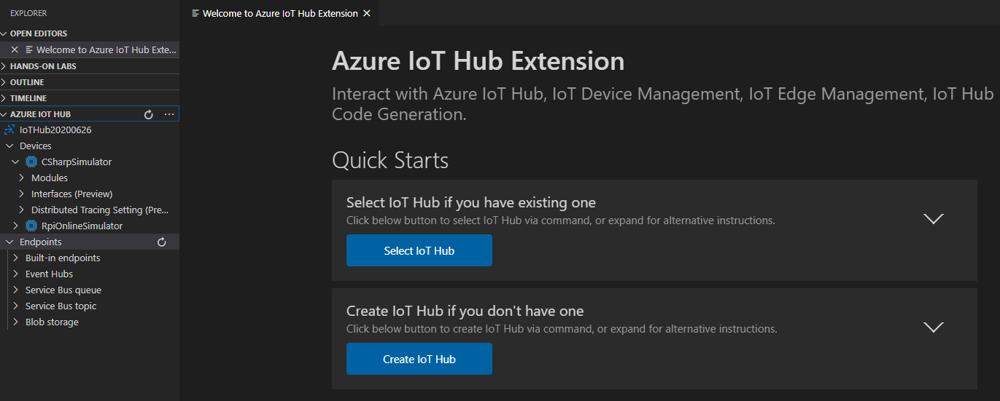 EXPLORER
OPEN EDITORS
Welcome to Azure IoT Hub Exte...
HANDS-ON LABS
OUTLINE
TIMELINE
AZURE IOT HUB
IoTHub20200626
Devices
CSharpSimulator
Modules
Interfaces (Preview)
Distributed Tracing Setting (Pre...
RpiOnlineSimulator
Endpoints
Built-in endpoints
Event Hubs
Service Bus queue
Service Bus topic
Blob storage
Welcome to Azure IoT Hub Extension
Azure IoT Hub Extension
Interact with Azure IoT Hub, IoT Device Management, IoT Edge Management, IoT Hub
Code Generation.
Quick Starts
Select IoT Hub if you have existing one
Click below button to select IoT Hub via command, or expand for alternative instructions.
Select IoT Hub
Create IoT Hub if you don't have one
Click below button to create IoT Hub via command, or expand for alternative instructions.
Create IoT Hub